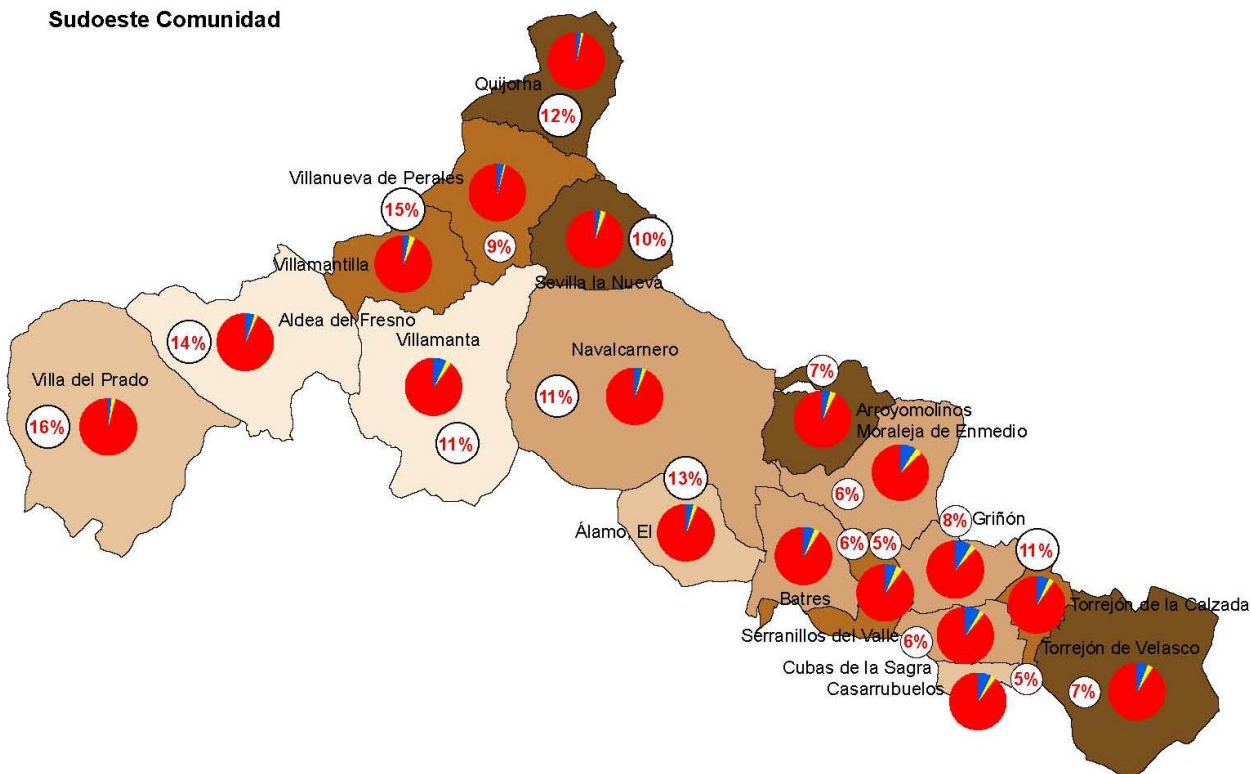 Sudoeste Comunidad
Quijorna
12%
Villanueva de Perales
15%
9%
10%
Villamantilla
Sevilla la Nueva
Aldea del Fresno
14%
Villamanta
Navalcarnero
7%
Villa del Prado
11%
Arroyomolinos
16%
Moraleja de Enmedio
11%
13%
6%
8%
Griñón
Álamo, El
6%
5%
11%
Batres
Torrejón de la Calzada
Serranillos del Valle
6%
Torrejón de Velasco
Cubas de la Sagra
5%
Casarrubuelos
7%